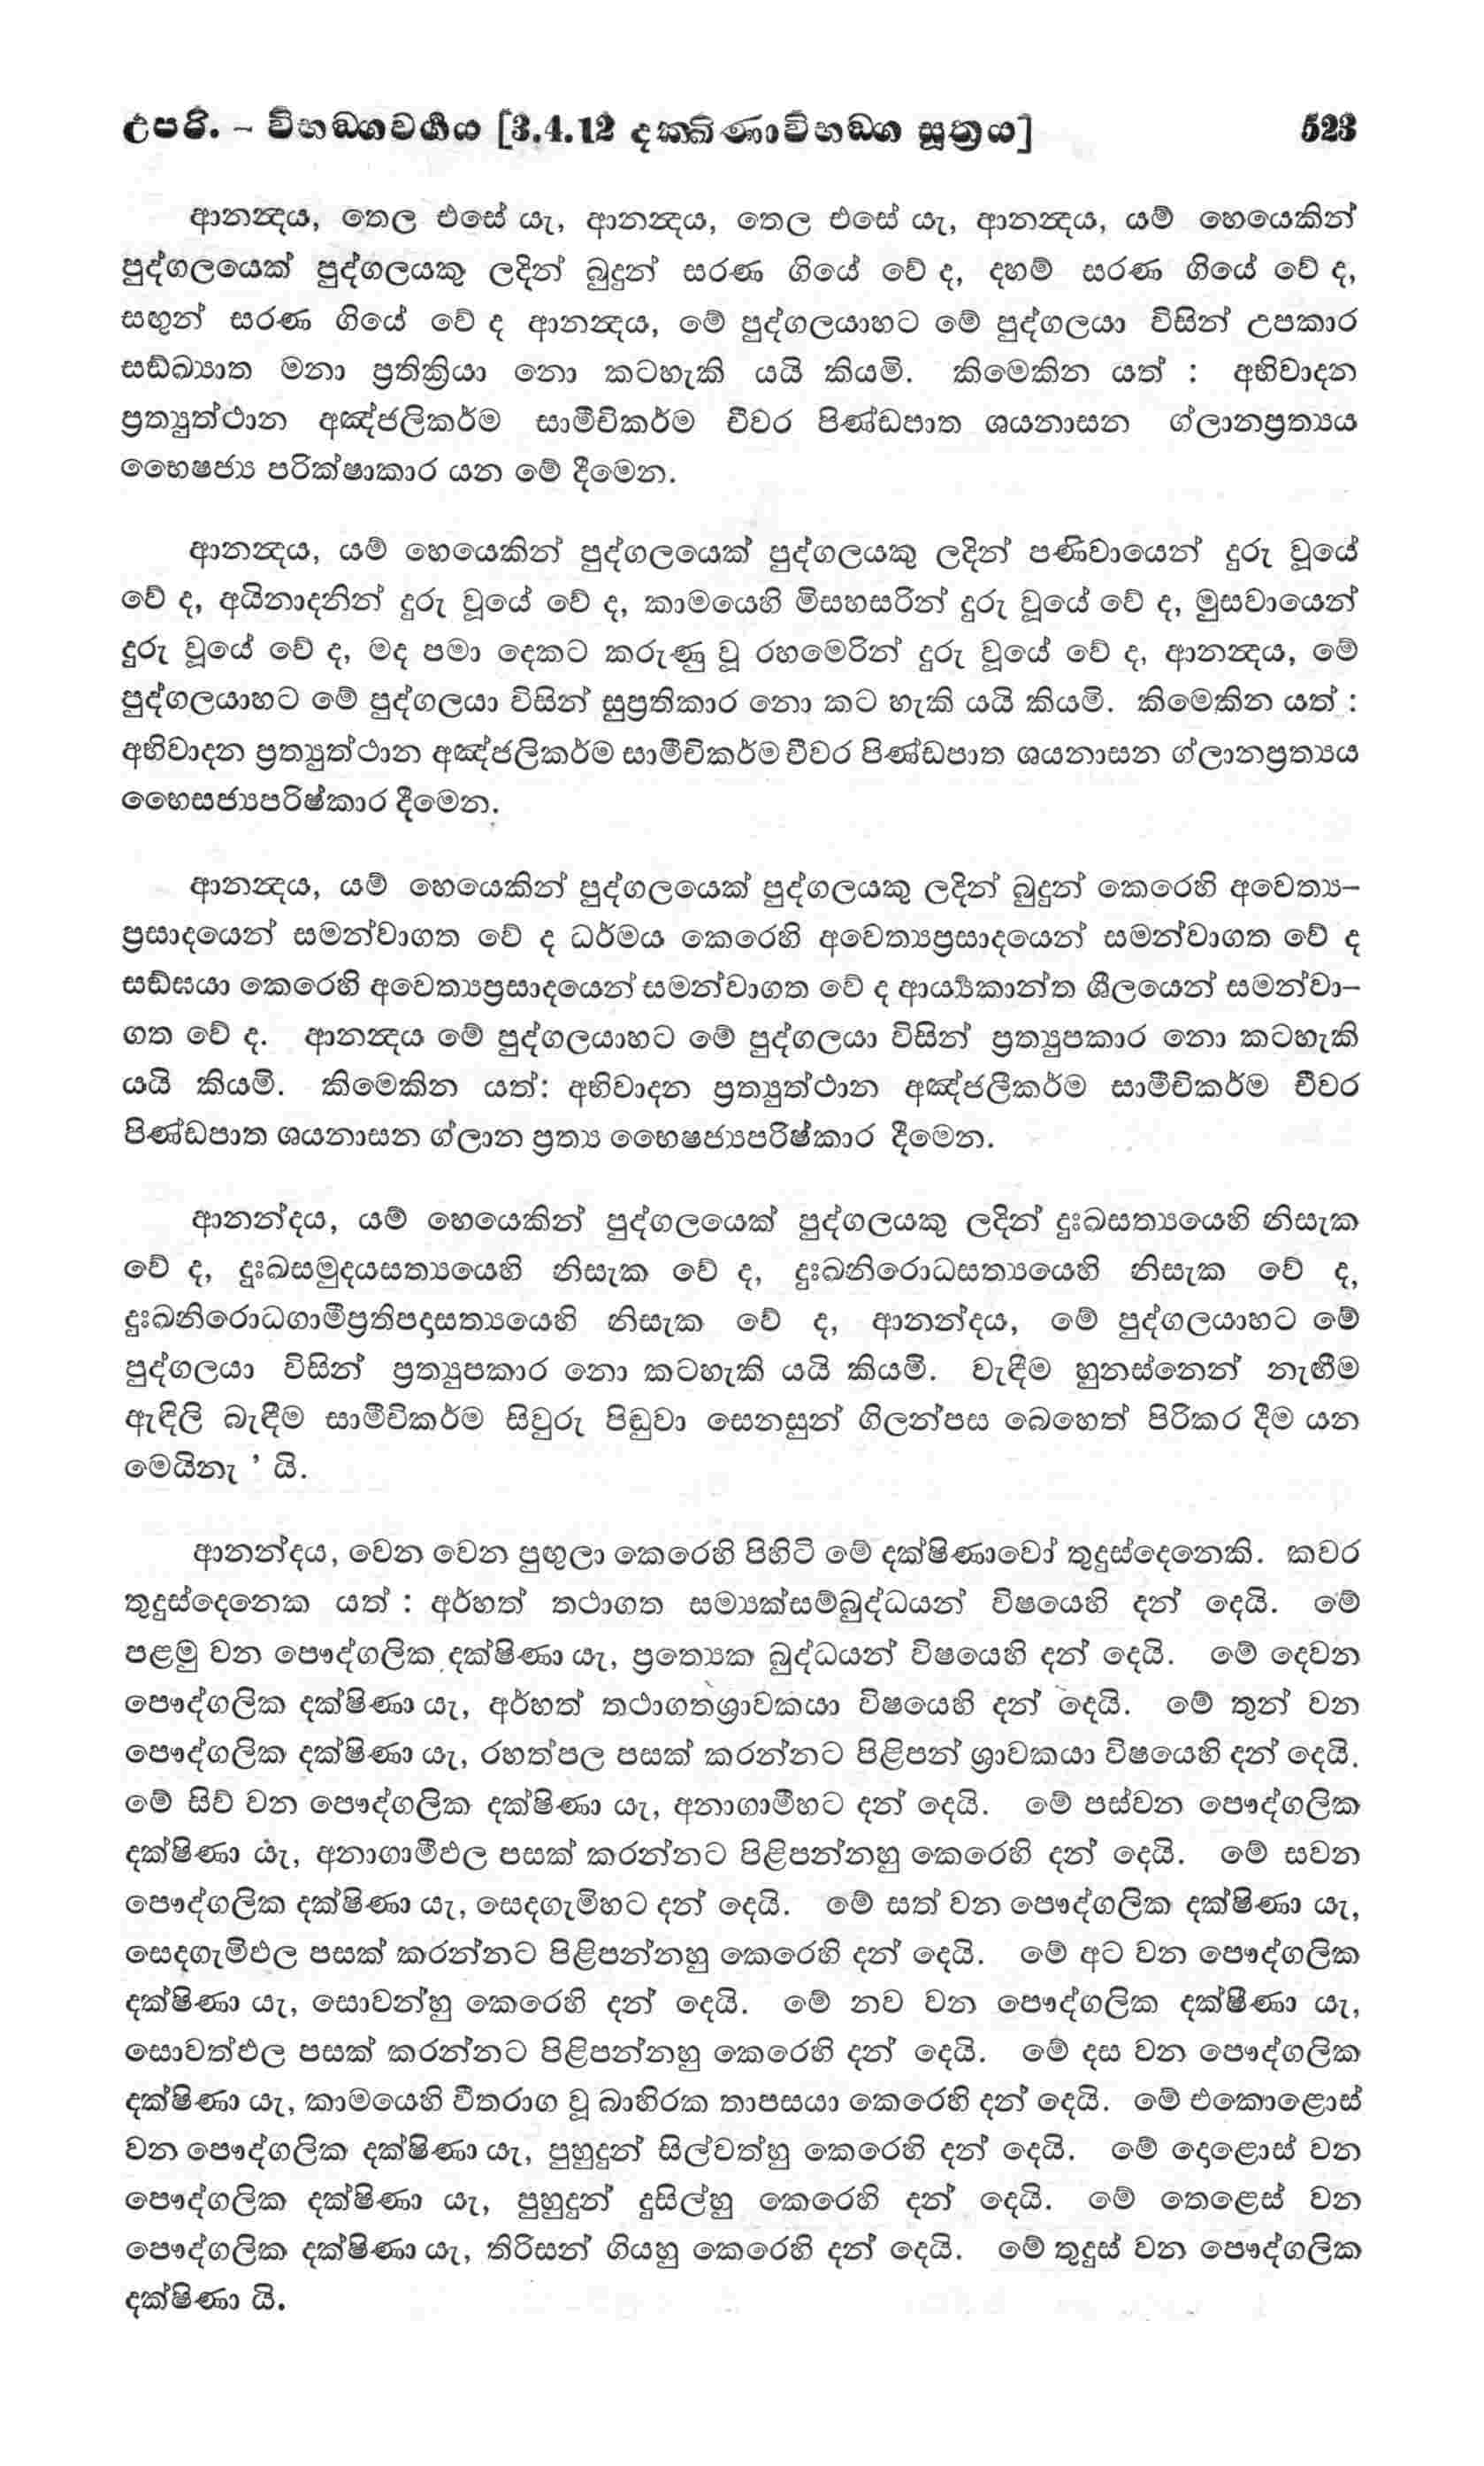 උපරි. – විභඞ්ගවර්ගය [3.4.12 දක්ඛිණාවිභඞ්ග සූත්‍රය] 523
ආනන්‍දය, තෙල එසේ යැ, ආනන්‍දය, තෙල එසේ යැ, ආනන්‍දය, යම් හෙයෙකින්
පුද්ගලයෙක් පුද්ගලයකු ලදින් බුදුන් සරණ ගියේ වේ ද, දහම් සරණ ගියේ වේ ද,
සඟුන් සරණ ගියේ වේ ද ආනන්‍දය, මේ පුද්ගලයාහට මේ පුද්ගලයා විසින් උපකාර
සඞ්ඛ්‍යාත මනා ප්‍රතික්‍රියා නො කටහැකි යයි කියමි. කිමෙකින යත් : අභිවාදන
ප්‍රත්‍යුත්ථාන අඤ්ජලිකර්ම සාමීචිකර්ම චීවර පිණ්ඩපාත ශයනාසන ග්ලානප්‍රත්‍යය
භෛෂජ්‍ය පරික්ෂාකාර යන මේ දීමෙන.
ආනන්‍දය, යම් හෙයෙකින් පුද්ගලයෙක් පුද්ගලයකු ලදින් පණිවායෙන් දුරු වූයේ
වේ ද, අයිනාදනින් දුරු වූයේ වේ ද, කාමයෙහි මිසහසරින් දුරු වූයේ වේ ද, මුසවායෙන්
දුරු වූයේ වේ ද, මද පමා දෙකට කරුණු වූ රහමෙරින් දුරු වූයේ වේ ද, ආනන්‍දය, මේ
පුද්ගලයාහට මේ පුද්ගලයා විසින් සුප්‍රතිකාර නො කට හැකි යයි කියමි. කිමෙකින යත් :
අභිවාදන ප්‍රත්‍යුත්ථාන අඤ්ජලිකර්ම සාමීචිකර්ම චීවර පිණ්ඩපාත ශයනාසන ග්ලානප්‍රත්‍යය
භෛසජ්‍යපරිෂ්කාර දීමෙන.
ආනන්‍දය, යම් හෙයෙකින් පුද්ගලයෙක් පුද්ගලයකු ලදින් බුදුන් කෙරෙහි අවෙත්‍ය–
ප්‍රසාදයෙන් සමන්වාගත වේ ද ධර්මය කෙරෙහි අවෙත්‍යප්‍රසාදයෙන් සමන්වාගත වේ ද
සඞ්ඝයා කෙරෙහි අවෙත්‍යප්‍රසාදයෙන් සමන්වාගත වේ ද ආර්‍ය්‍යකාන්ත ශීලයෙන් සමන්වා–
ගත වේ ද. ආනන්‍දය මේ පුද්ගලයාහට මේ පුද්ගලයා විසින් ප්‍රත්‍යුපකාර නො කටහැකි
යයි කියමි. කිමෙකින යත්: අභිවාදන ප්‍රත්‍යුත්ථාන අඤ්ජලීකර්ම සාමීචිකර්ම චීවර
පිණ්ඩපාත ශයනාසන ග්ලාන ප්‍රත්‍ය භෛෂජ්‍යපරිෂ්කාර දීමෙන.
ආනන්දය, යම් හෙයෙකින් පුද්ගලයෙක් පුද්ගලයකු ලදින් දුඃඛසත්‍යයෙහි නිසැක
වේ ද, දුඃඛසමුදයසත්‍යයෙහි නිසැක වේ ද, දුඃඛනිරොධසත්‍යයෙහි නිසැක වේ ද,
දුඃඛනිරොධගාමීප්‍රතිපදාසත්‍යයෙහි නිසැක වේ ද, ආනන්දය, මේ පුද්ගලයාහට මේ
පුද්ගලයා විසින් ප්‍රත්‍යුපකාර නො කටහැකි යයි කියමි. වැඳීම හුනස්නෙන් නැඟීම
ඇඳිලි බැඳීම සාමීචිකර්ම සිවුරු පිඬුවා සෙනසුන් ගිලන්පස බෙහෙත් පිරිකර දීම යන
මෙයිනැ ’ යි.
ආනන්දය, වෙන වෙන පුඟුලා කෙරෙහි පිහිටි මේ දක්ෂිණාවෝ තුදුස්දෙනෙකි. කවර
තුදුස්දෙනෙක යත් : අර්හත් තථාගත සම්‍යක්සම්බුද්ධයන් විෂයෙහි දන් දෙයි. මේ
පළමු වන පෞද්ගලික දක්ෂිණා යැ, ප්‍රත්‍යෙක බුද්ධයන් විෂයෙහි දන් දෙයි. මේ දෙවන
පෞද්ගලික දක්ෂිණා යැ, අර්හත් තථාගතශ්‍රාවකයා විෂයෙහි දන් දෙයි. මේ තුන් වන
පෞද්ගලික දක්ෂිණා යැ, රහත්පල පසක් කරන්නට පිළිපන් ශ්‍රාවකයා විෂයෙහි දන් දෙයි.
මේ සිව් වන පෞද්ගලික දක්ෂිණා යැ, අනාගාමීහට දන් දෙයි. මේ පස්වන පෞද්ගලික
දක්ෂිණා යැ, අනාගාමීඵල පසක් කරන්නට පිළිපන්නහු කෙරෙහි දන් දෙයි. මේ සවන
පෞද්ගලික දක්ෂිණා යැ, සෙදගැමිහට දන් දෙයි. මේ සත් වන පෞද්ගලික දක්ෂිණා යැ,
සෙදගැමිඵල පසක් කරන්නට පිළිපන්නහු කෙරෙහි දන් දෙයි. මේ අට වන පෞද්ගලික
දක්ෂිණා යැ, සොවන්හු කෙරෙහි දන් දෙයි. මේ නව වන පෞද්ගලික දක්ෂීණා යැ,
සොවත්ඵල පසක් කරන්නට පිළිපන්නහු කෙරෙහි දන් දෙයි. මේ දස වන පෞද්ගලික
දක්ෂිණා යැ, කාමයෙහි වීතරාග වූ බාහිරක තාපසයා කෙරෙහි දන් දෙයි. මේ එකොළොස්
වන පෞද්ගලික දක්ෂිණා යැ, පුහුදුන් සිල්වත්හු කෙරෙහි දන් දෙයි. මේ දොළොස් වන
පෞද්ගලික දක්ෂිණා යැ, පුහුදුන් දුසිල්හු කෙරෙහි දන් දෙයි. මේ තෙළෙස් වන
පෞද්ගලික දක්ෂිණා යැ, තිරිසන් ගියහු කෙරෙහි දන් දෙයි. මේ තුදුස් වන පෞද්ගලික
දක්ෂිණා යි.